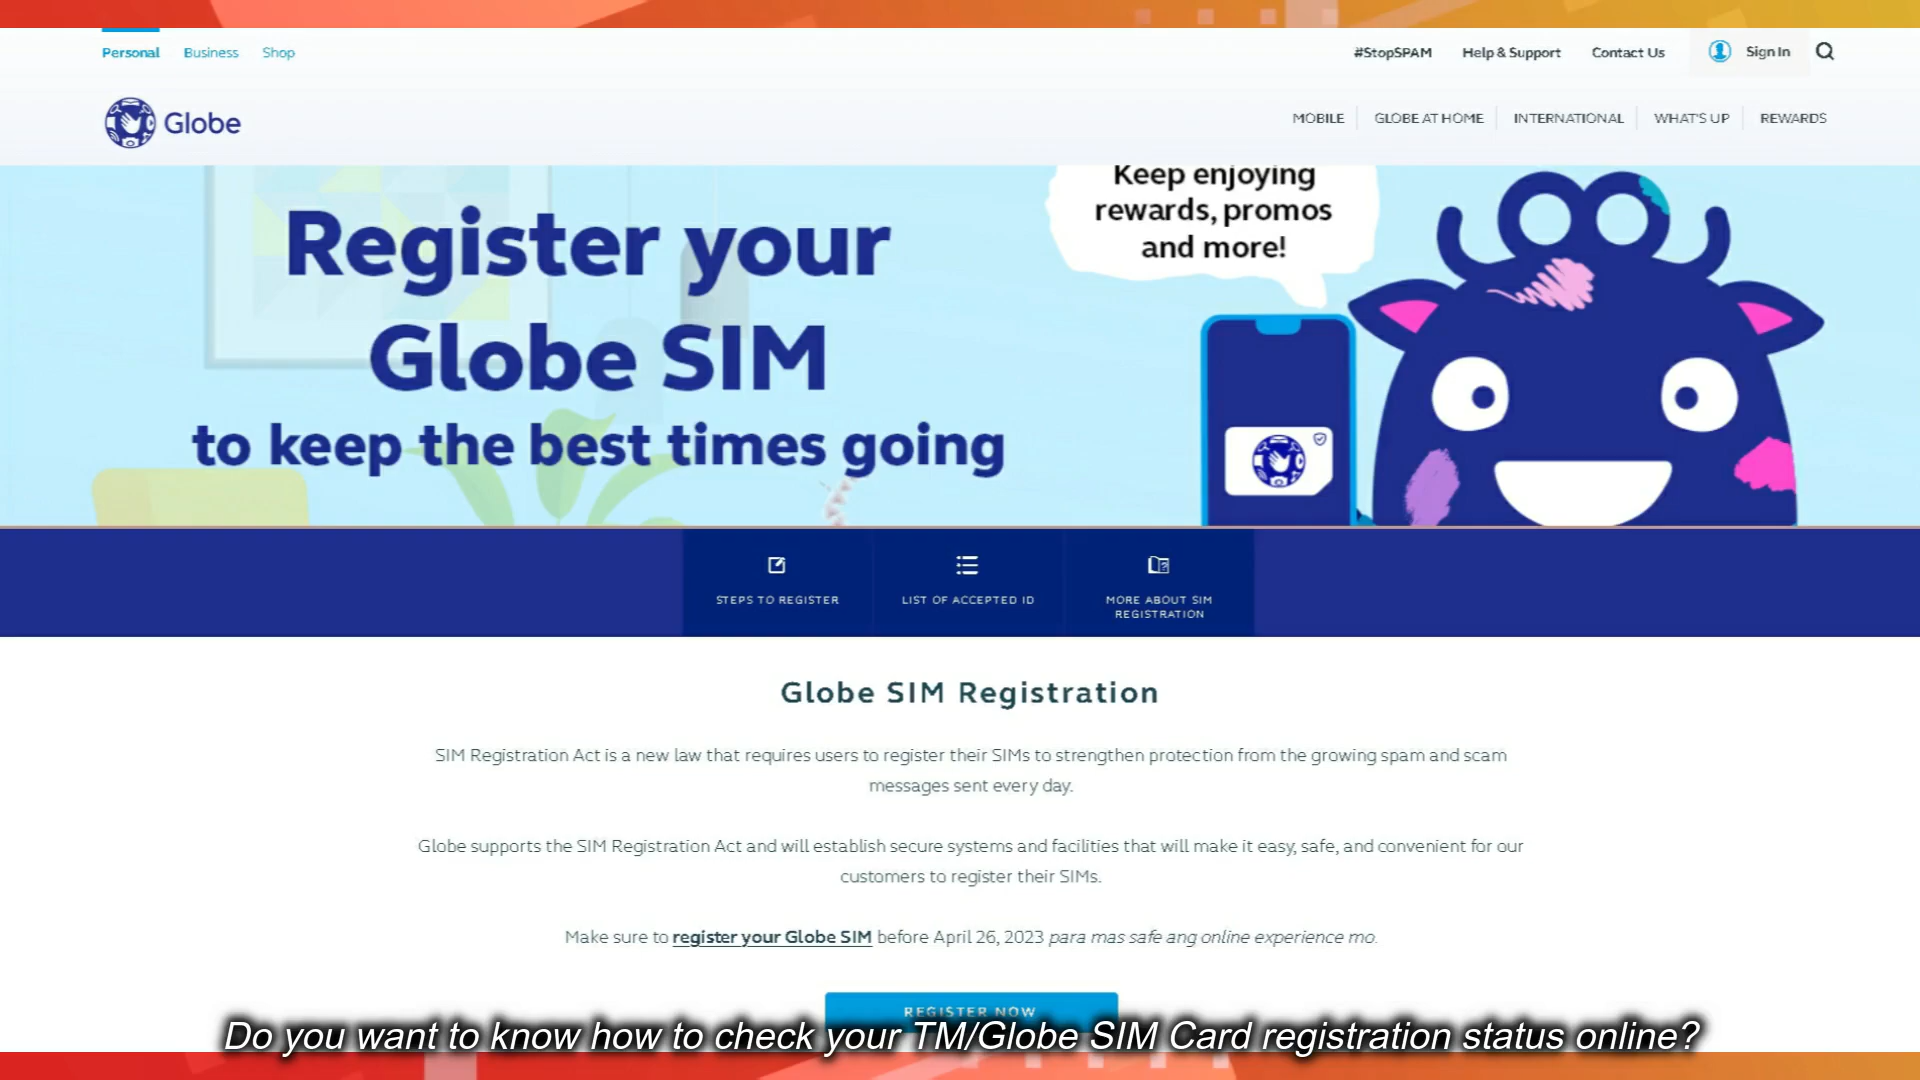 Personal Business Shop
#StopSPAM Help & Support Contact Us Sign In
Globe
MOBILE GLOBE AT HOME INTERNATIONAL WHAT'S UP REWARDS
Register your
Globe SIM
to keep the best times going
Keep enjoying
rewards, promos
and more!
STEPS TO REGISTER
LIST OF ACCEPTED ID
MORE ABOUT SIM
REGISTRATION
Globe SIM Registration
SIM Registration Act is a new law that requires users to register their SIMs to strengthen protection from the growing spam and scam
messages sent every day.
Globe supports the SIM Registration Act and will establish secure systems and facilities that will make it easy, safe, and convenient for our
customers to register their SIMs.
Make sure to register your Globe SIM before April 26, 2023 para mas safe ang online experience mo.
REGISTER NOW
Do you want to know how to check your TM/Globe SIM Card registration status online?